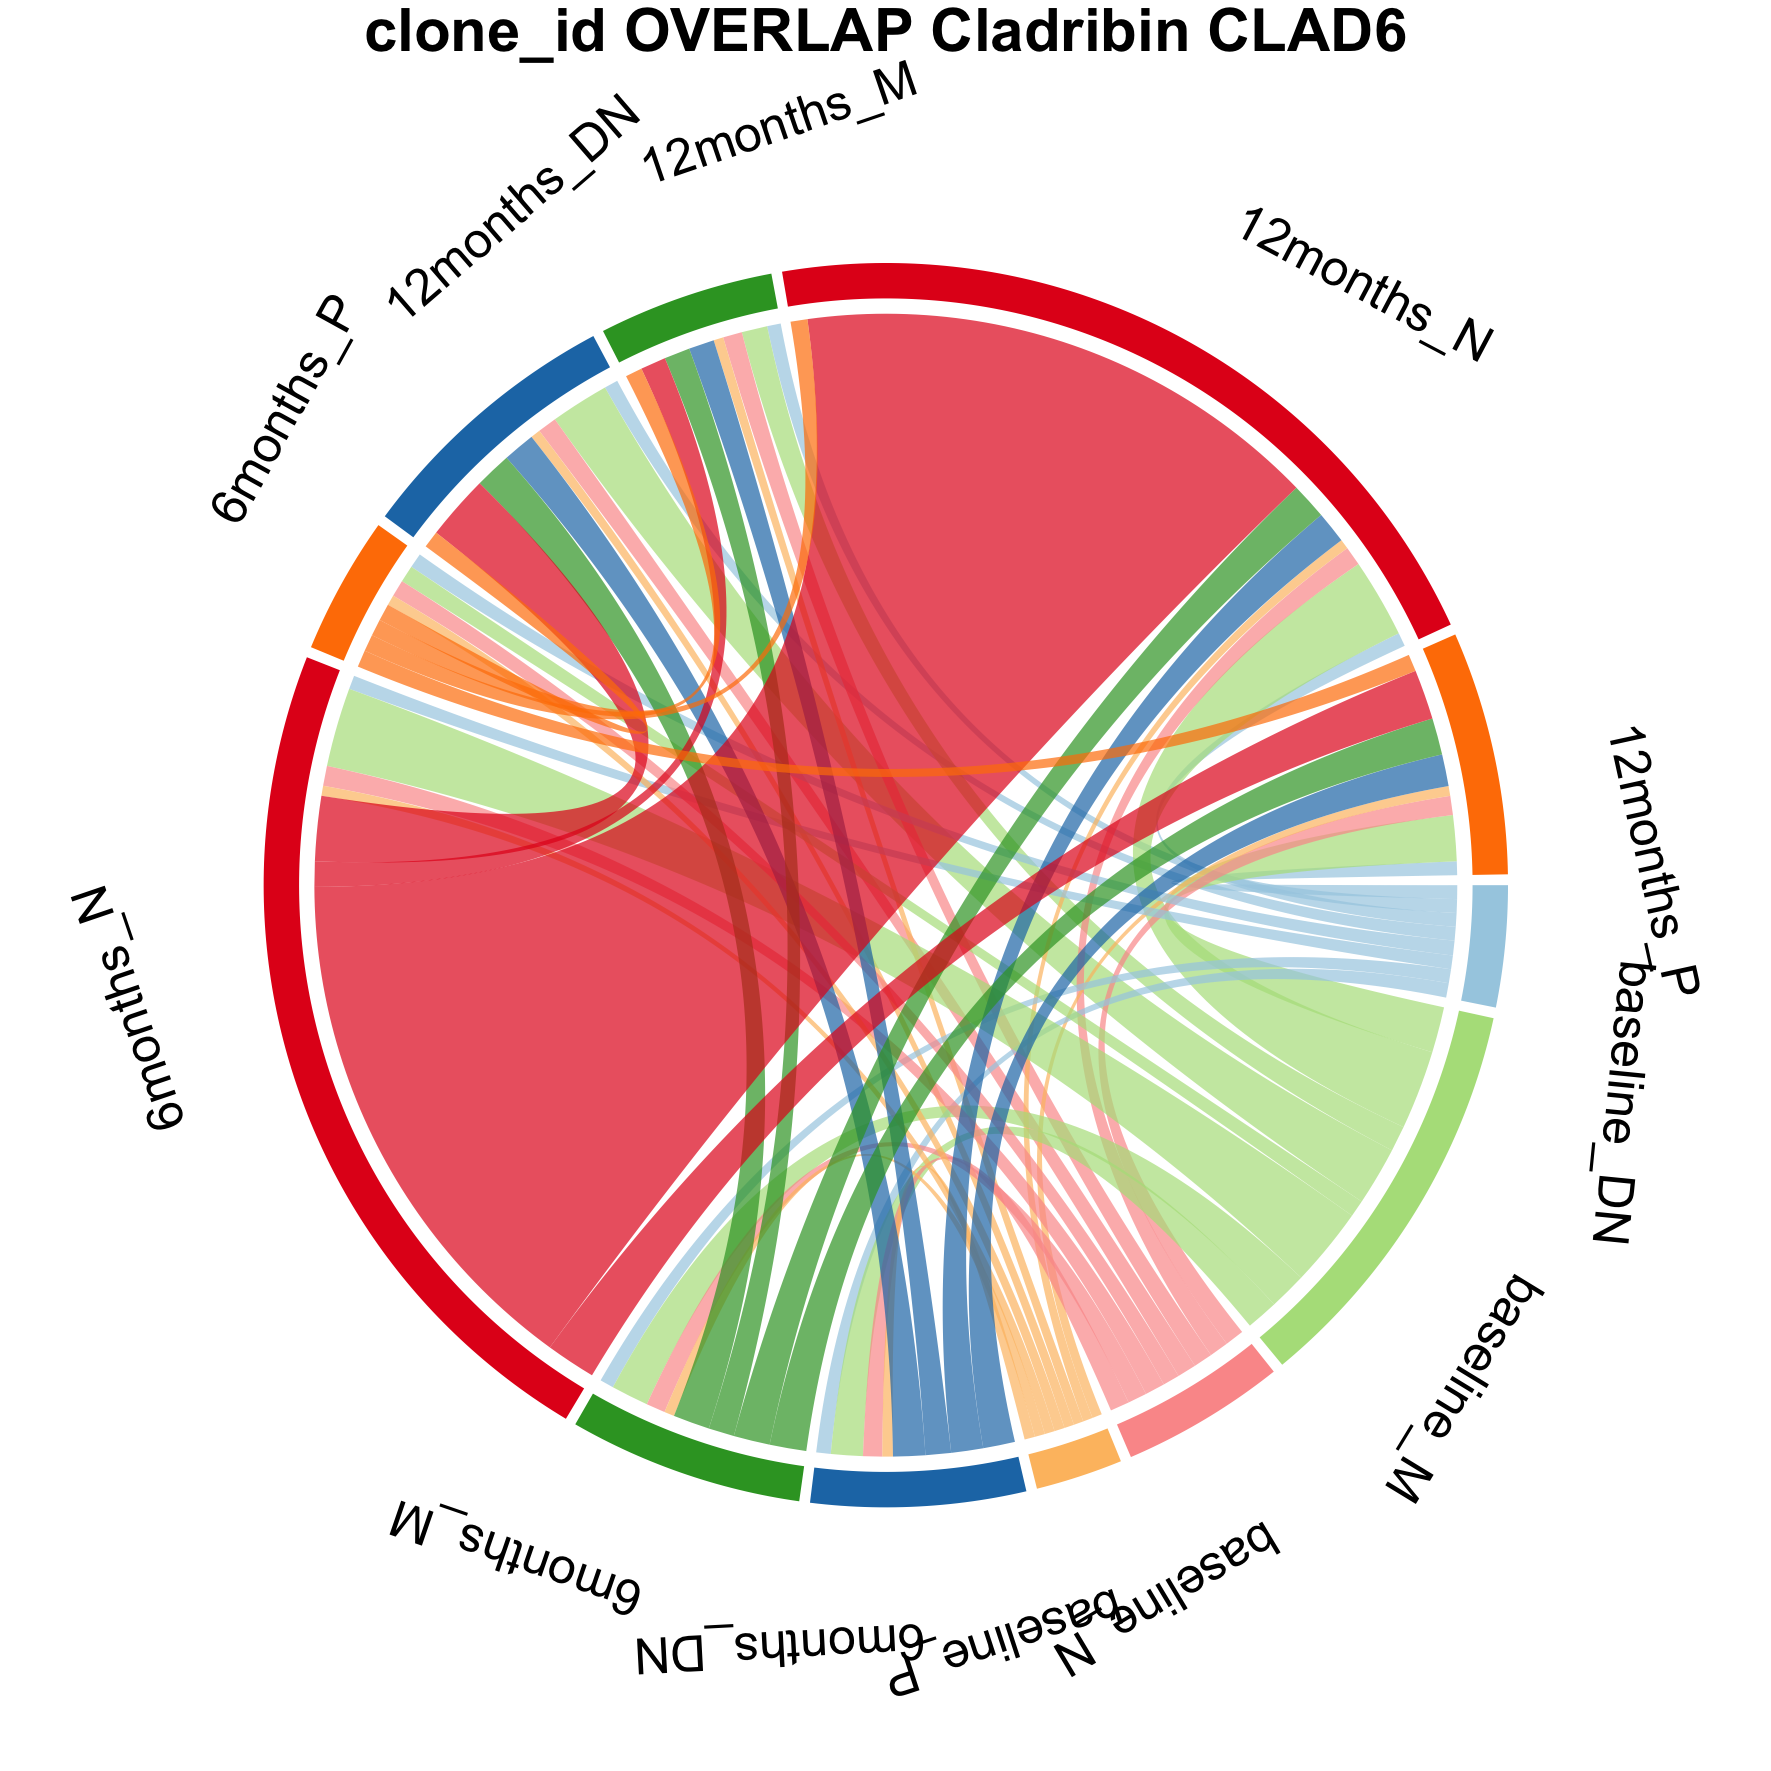 clone_id OVERLAP Cladribin CLAD6
12months_M
12months_DN
12months_N
6months_P
12months_P
baseline_DN
6months_N
baseline_M
6months_M
baseline_N
baseline_P
6months_DN